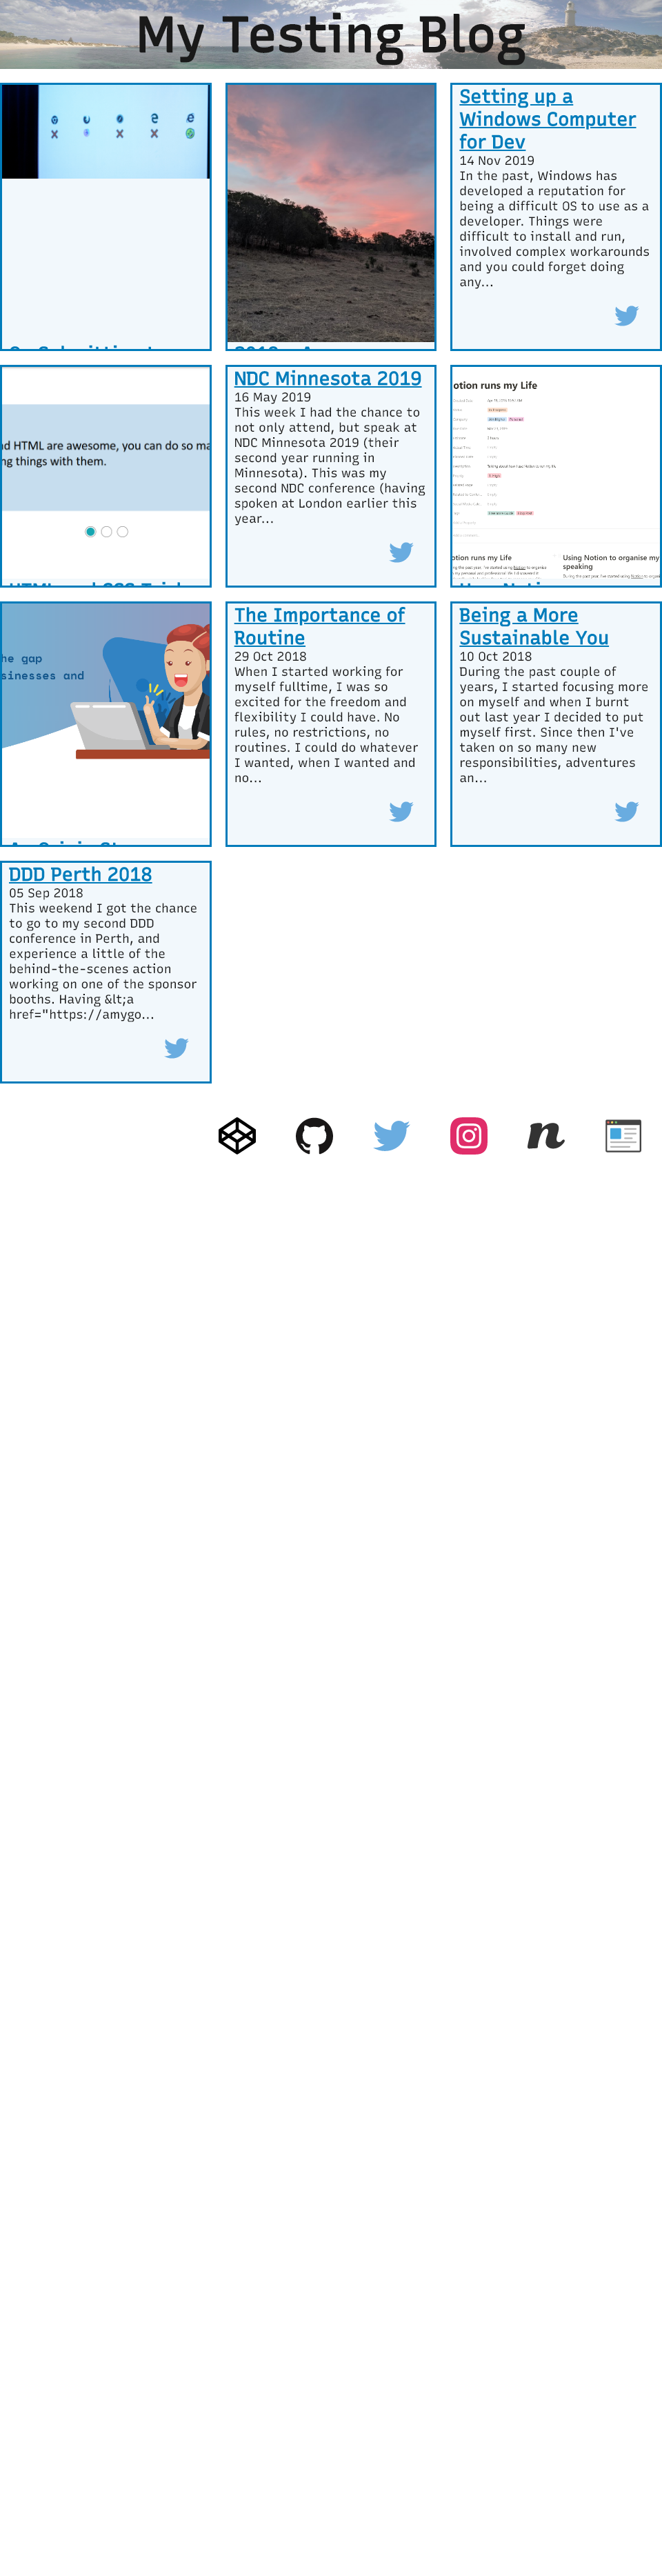 My Testing Blog
Setting up a
Windows Computer
for Dev
14 Nov 2019
In the past, Windows has
developed a reputation for
being a difficult OS to use as a
developer. Things were
difficult to install and run,
involved complex workarounds
and you could forget doing
any...
d HTML are awesome, you can do so ma
ng things with them.
NDC Minnesota 2019
16 May 2019
This week I had the chance to
not only attend, but speak at
NDC Minnesota 2019 (their
second year running in
Minnesota). This was my
second NDC conference (having
spoken at London earlier this
year...
otion runs my Life
otion runs my Life
Using Notion to organise my
speaking
he gap
sinesses and
The Importance of
Routine
29 Oct 2018
When I started working for
myself fulltime, I was so
excited for the freedom and
flexibility I could have. No
rules, no restrictions, no
routines. I could do whatever
I wanted, when I wanted and
no...
Being a More
Sustainable You
10 Oct 2018
During the past couple of
years, I started focusing more
on myself and when I burnt
out last year I decided to put
myself first. Since then I've
taken on so many new
responsibilities, adventures
an...
DDD Perth 2018
05 Sep 2018
This weekend I got the chance
to go to my second DDD
conference in Perth, and
experience a little of the
behind-the-scenes action
working on one of the sponsor
booths. Having &lt;a
href="https://amygo...
n